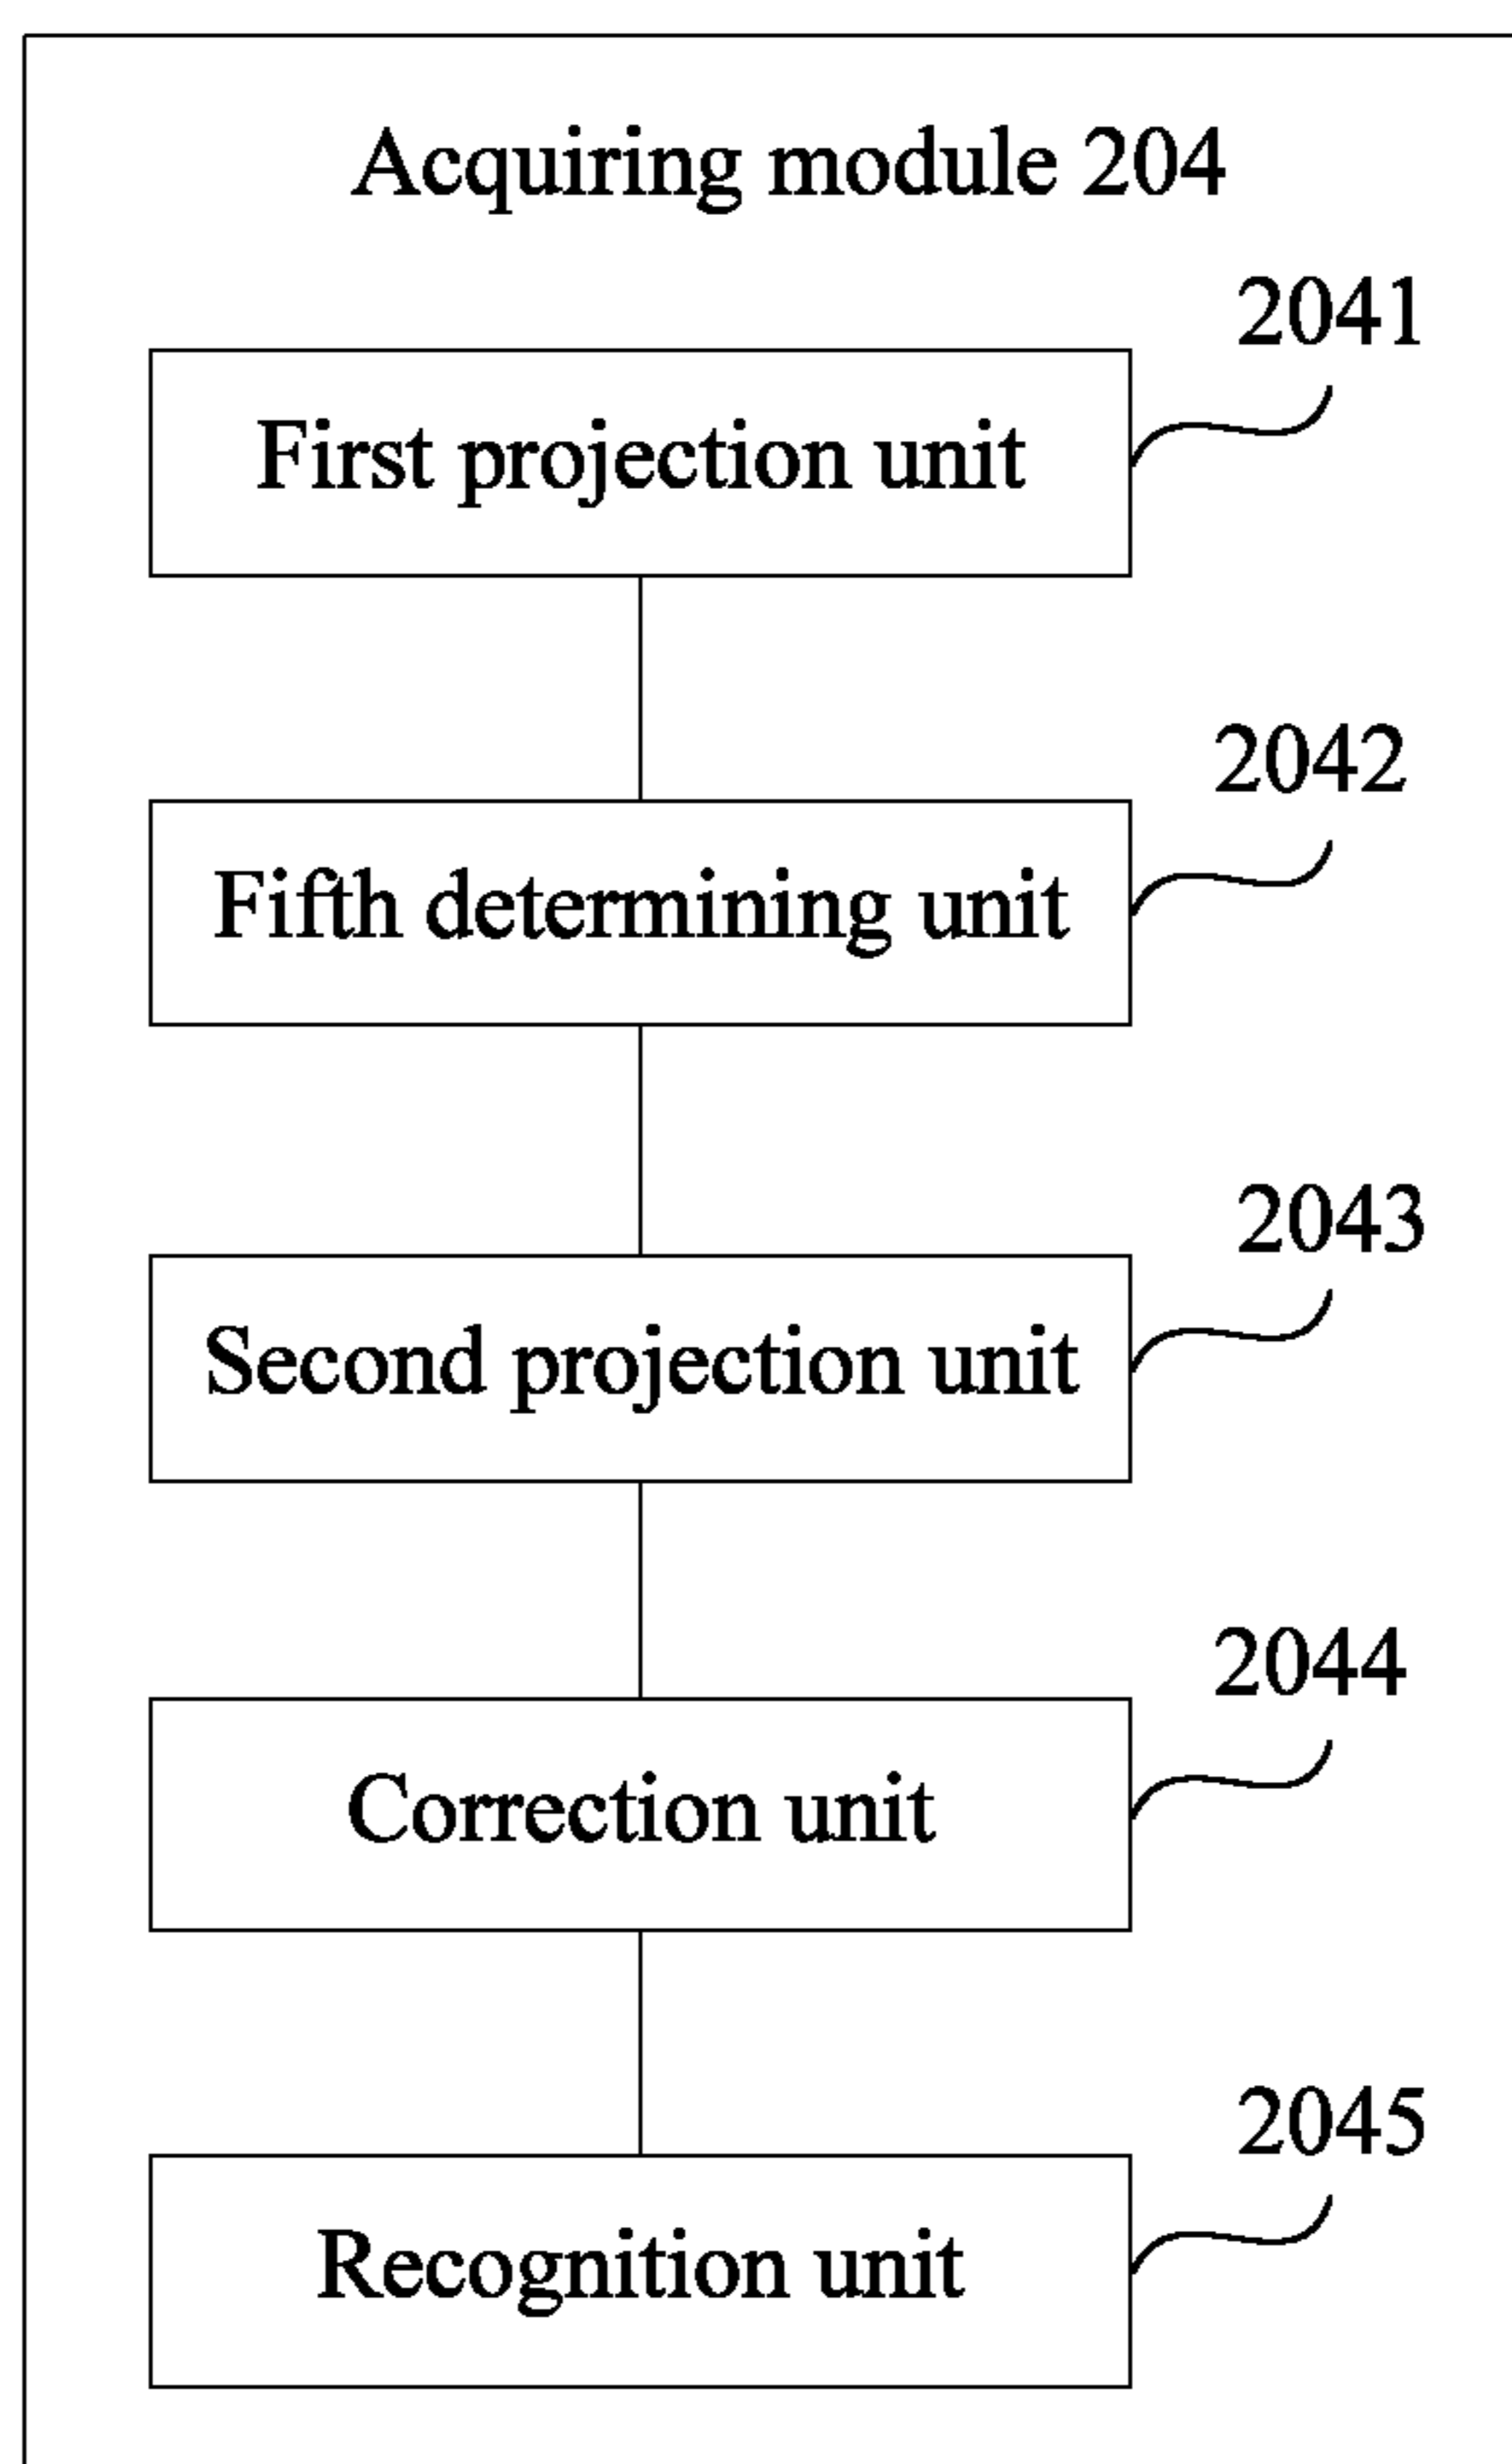 Acquiring module 204
2041
First projection unit
2042
Fifth determining unit
2043
Second projection unit
2044
Correction unit
2045
Recognition unit